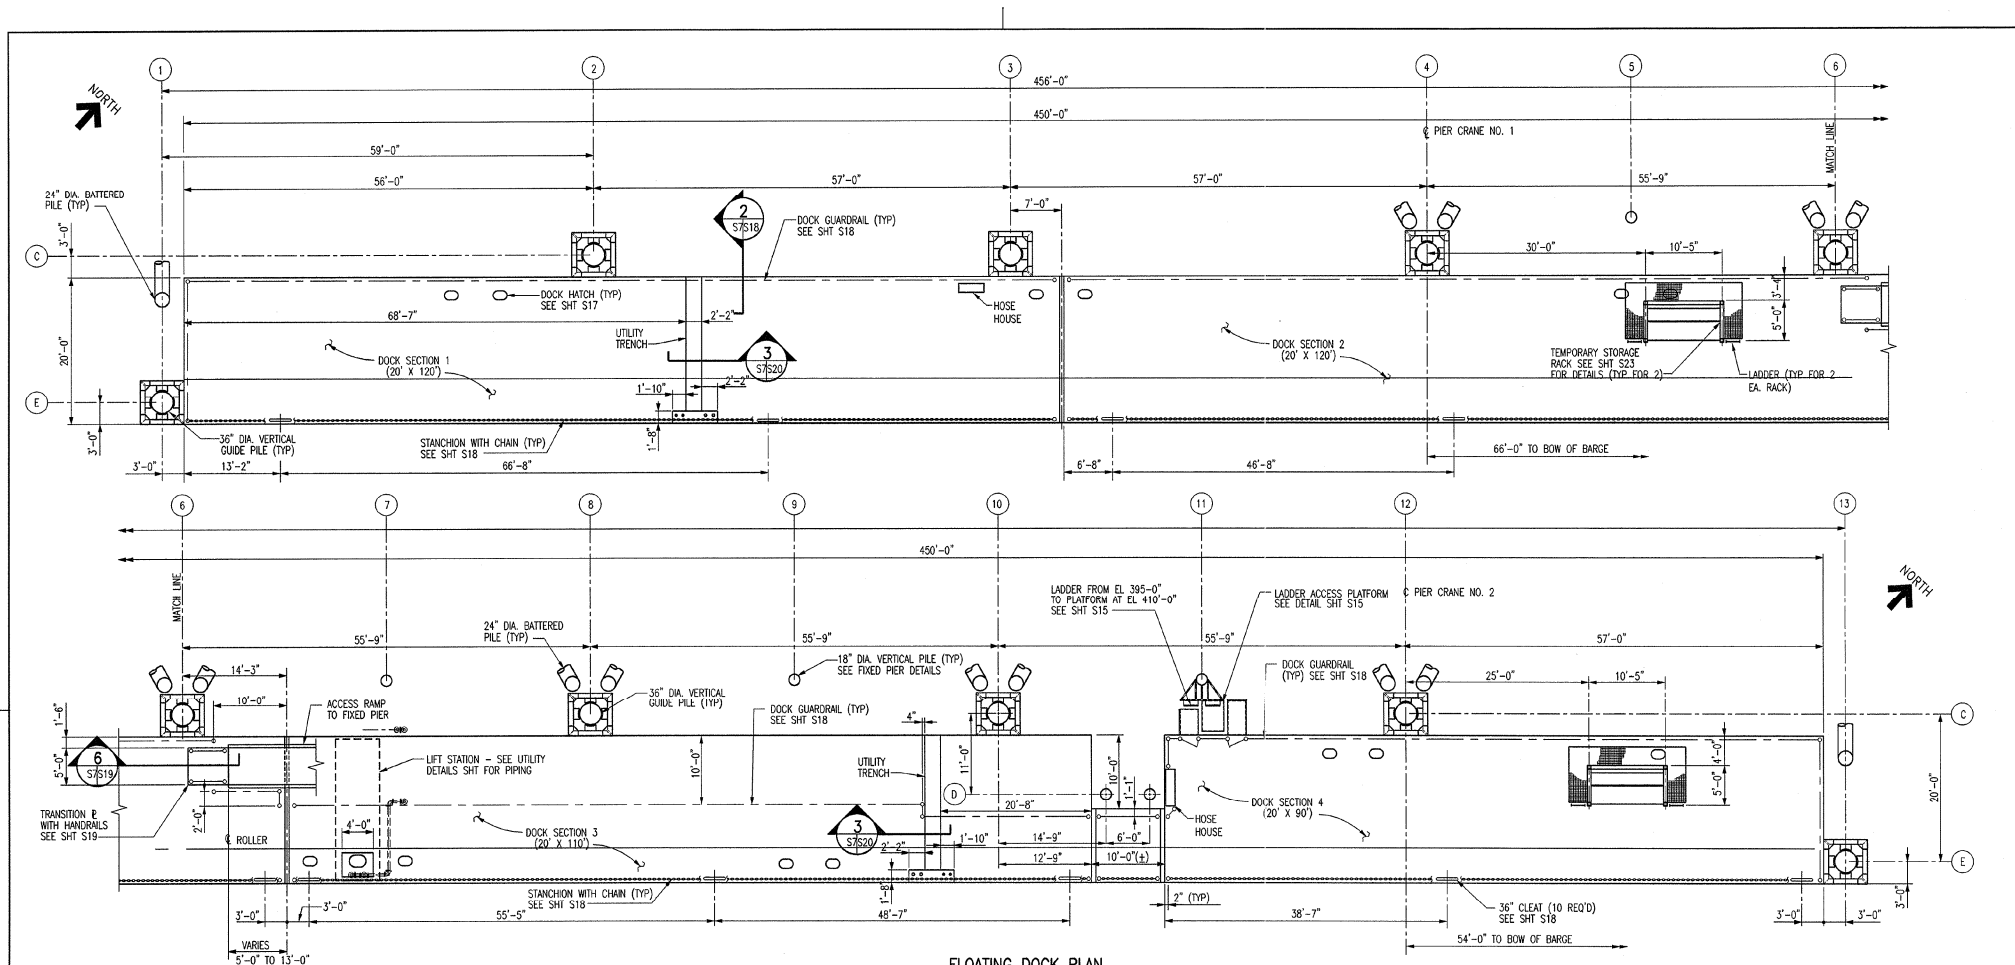 1
2
3
4
5
6
NORTH
456'-0"
450'-0"
℄ PIER CRANE NO. 1
MATCH LINE
59'-0"
56'-0"
57'-0"
57'-0"
55'-9"
24" DIA. BATTERED
PILE (TYP)
2
S7S18
DOCK GUARDRAIL (TYP)
SEE SHT S18
7'-0"
3'-0"
C
30'-0"
10'-5"
DOCK HATCH (TYP)
SEE SHT S17
HOSE
HOUSE
3'-4"
5'-0"
68'-7"
2'-2"
UTILITY
TRENCH
20'-0"
DOCK SECTION 1
(20' X 120')
3
S7S20
DOCK SECTION 2
(20' X 120')
TEMPORARY STORAGE
RACK SEE SHT S23
FOR DETAILS (TYP FOR 2)
LADDER (TYP FOR 2
EA. RACK)
2'-2"
1'-10"
E
1'-8"
3'-0"
36" DIA. VERTICAL
GUIDE PILE (TYP)
STANCHION WITH CHAIN (TYP)
SEE SHT S18
66'-0" TO BOW OF BARGE
3'-0"
13'-2"
66'-8"
6'-8"
46'-8"
6
7
8
9
10
11
12
13
450'-0"
NORTH
MATCH LINE
LADDER FROM EL 395-0"
TO PLATFORM AT EL 410'-0"
SEE SHT S15
LADDER ACCESS PLATFORM
SEE DETAIL SHT S15
℄ PIER CRANE NO. 2
24" DIA. BATTERED
PILE (TYP)
55'-9"
55'-9"
55'-9"
57'-0"
18" DIA. VERTICAL PILE (TYP)
SEE FIXED PIER DETAILS
DOCK GUARDRAIL
(TYP) SEE SHT S18
14'-3"
25'-0"
10'-5"
10'-0"
ACCESS RAMP
TO FIXED PIER
36" DIA. VERTICAL
GUIDE PILE (TYP)
DOCK GUARDRAIL (TYP)
SEE SHT S18
4"
C
1'-6"
5'-0"
6
S7S19
LIFT STATION - SEE UTILITY
DETAILS SHT FOR PIPING
10'-0"
UTILITY
TRENCH
11'-0"
10'-0"
1'-1"
4'-0"
5'-0"
20'-0"
D
20'-8"
DOCK SECTION 4
(20' X 90')
TRANSITION ℄
WITH HANDRAILS
SEE SHT S19
2'-0"
℄ ROLLER
4'-0"
DOCK SECTION 3
(20' X 110')
3
S7S20
HOSE
HOUSE
1'-10"
14'-9"
6'-0"
2'-2"
12'-9"
10'-0"(±)
E
1'-8"
3'-0"
STANCHION WITH CHAIN (TYP)
SEE SHT S18
2" (TYP)
36" CLEAT (10 REQ'D)
SEE SHT S18
3'-0"
3'-0"
55'-5"
48'-7"
38'-7"
3'-0"
3'-0"
54'-0" TO BOW OF BARGE
VARIES
5'-0" TO 13'-0"
FLOATING DOCK PLAN